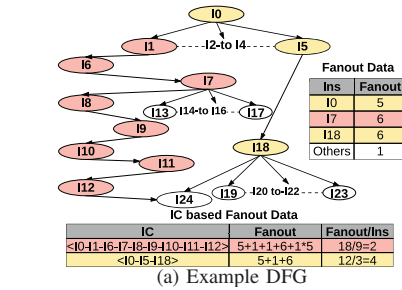 I0
I1
I2-to I4
I5
I6
I7
I8
I13
I14-to I16
I17
I9
I10
I11
I18
I12
I24
I19
I20 to-I22
I23
Fanout Data
Ins Fanout
I0 5
I7 6
I18 6
Others 1
IC based Fanout Data
IC Fanout Fanout/Ins
<I0-I1-I6-I7-I8-I9-I10-I11-I12> 5+1+1+6+1*5 18/9=2
<I0-I5-I18> 5+1+6 12/3=4
(a) Example DFG